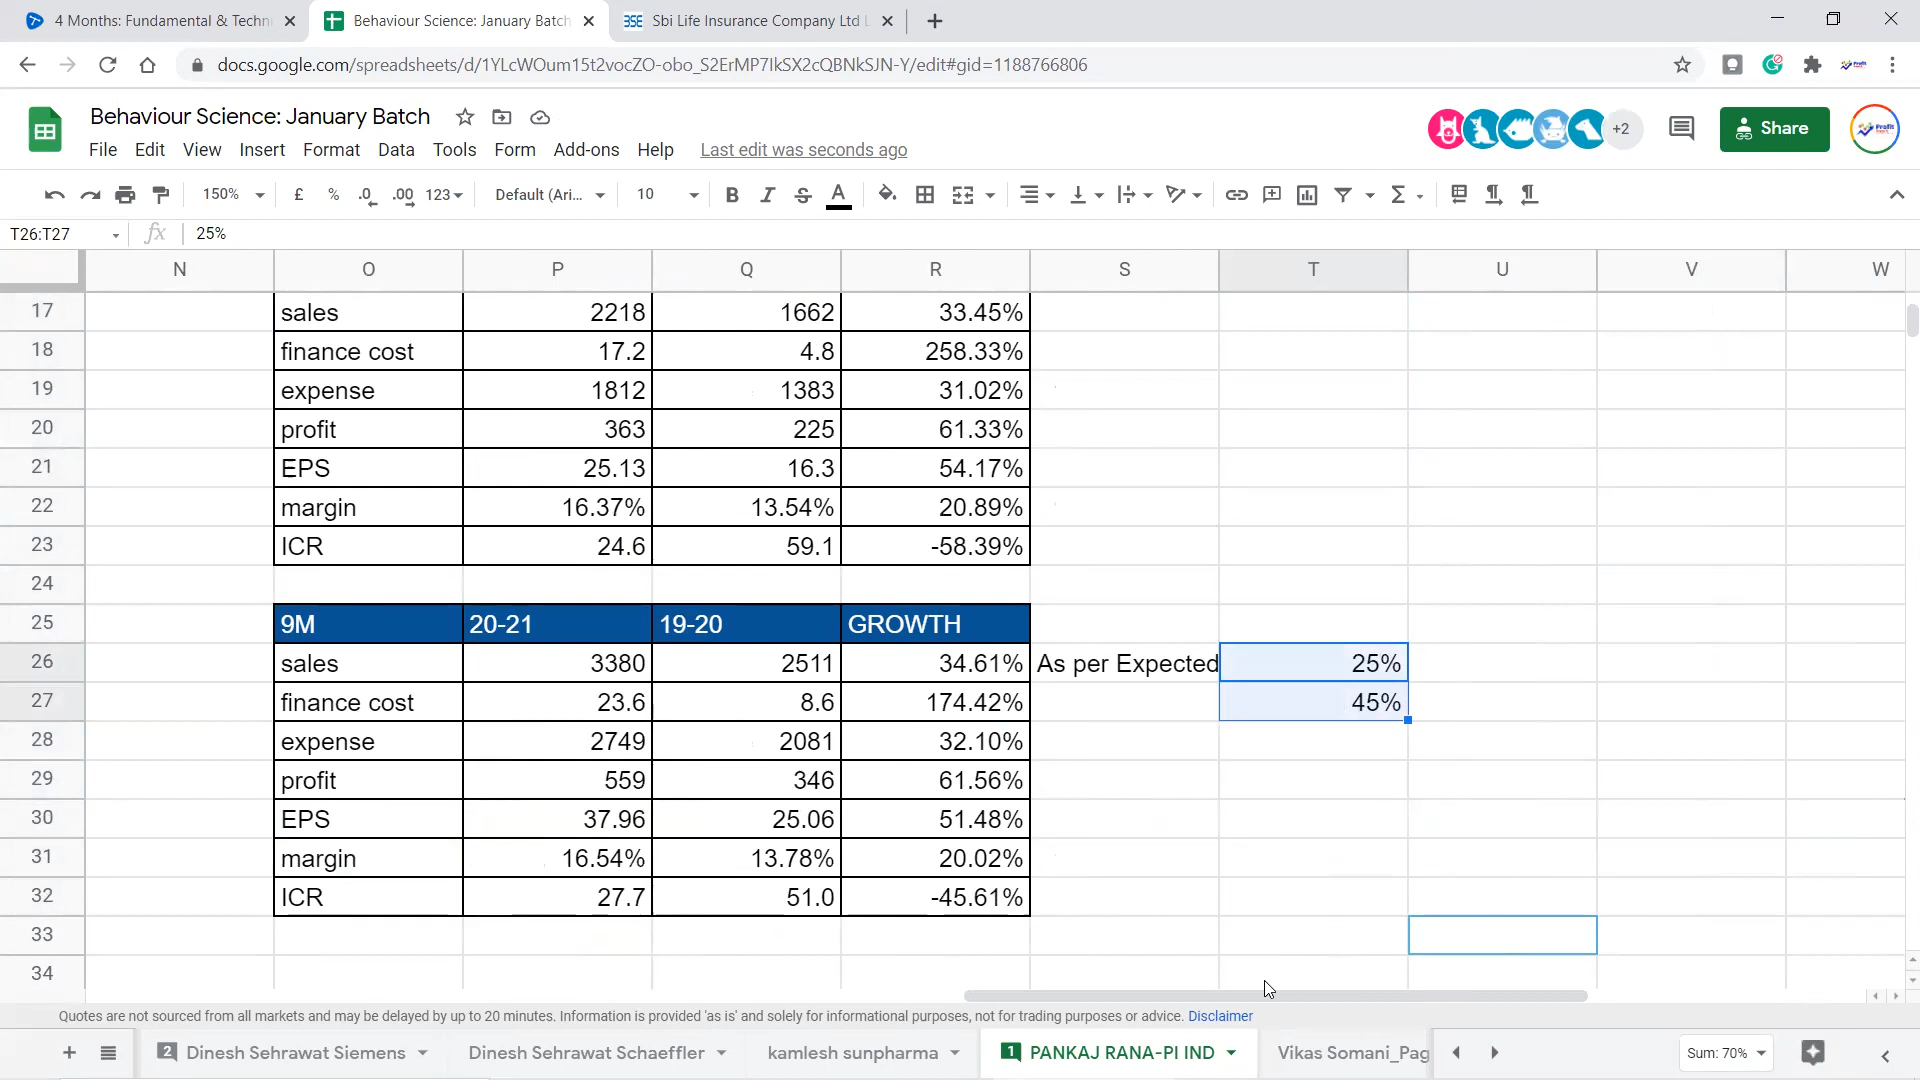 4 Months: Fundamental & Techni
Behaviour Science: January Batch
Sbi Life Insurance Company Ltd L
docs.google.com/spreadsheets/d/1YLcWOum15t2vocZO-obo_S2ErMP7IkSX2cQBNkSJN-Y/edit#gid=1188766806
Behaviour Science: January Batch
+2
Share
File Edit View Insert Format Data Tools Form Add-ons Help Last edit was seconds ago
150% £ % .0 .00 123 Default (Ari... 10 B I S A
T26:T27 fx 25%
N O P Q R S T U V W
17 sales 2218 1662 33.45%
18 finance cost 17.2 4.8 258.33%
19 expense 1812 1383 31.02%
20 profit 363 225 61.33%
21 EPS 25.13 16.3 54.17%
22 margin 16.37% 13.54% 20.89%
23 ICR 24.6 59.1 -58.39%
24
25 9M 20-21 19-20 GROWTH
26 sales 3380 2511 34.61% As per Expected 25%
27 finance cost 23.6 8.6 174.42% 45%
28 expense 2749 2081 32.10%
29 profit 559 346 61.56%
30 EPS 37.96 25.06 51.48%
31 margin 16.54% 13.78% 20.02%
32 ICR 27.7 51.0 -45.61%
33
34
Quotes are not sourced from all markets and may be delayed by up to 20 minutes. Information is provided 'as is' and solely for informational purposes, not for trading purposes or advice. Disclaimer
2 Dinesh Sehrawat Siemens Dinesh Sehrawat Schaeffler kamlesh sunpharma 1 PANKAJ RANA-PI IND Vikas Somani_Pag Sum: 70%